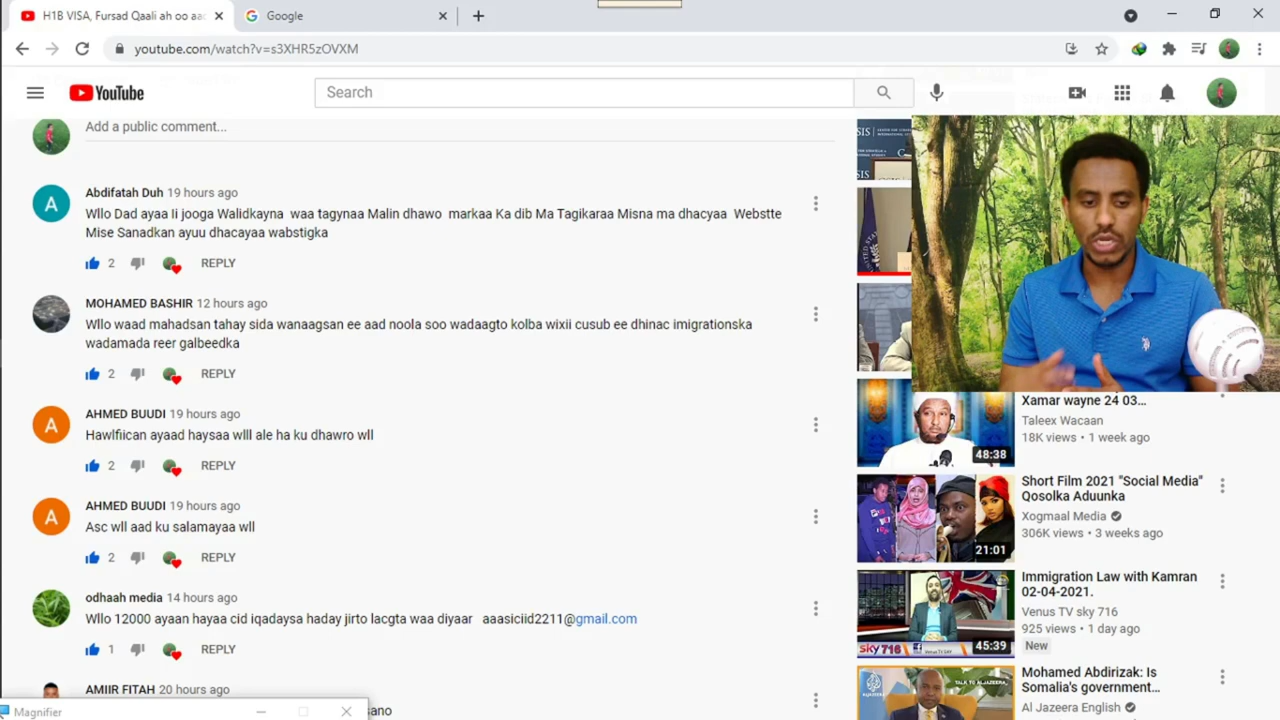 H1B VISA, Fursad Qaali ah oo aad
Google
youtube.com/watch?v=s3XHR5zOVXM
YouTube
Search
Add a public comment...
Abdifatah Duh 19 hours ago
Wllo Dad ayaa Ii jooga Walidkayna waa tagynaa Malin dhawo markaa Ka dib Ma Tagikaraa Misna ma dhacyaa Webstte
Mise Sanadkan ayuu dhacayaa wabstigka
2 REPLY
MOHAMED BASHIR 12 hours ago
Wllo waad mahadsan tahay sida wanaagsan ee aad noola soo wadaagto kolba wixii cusub ee dhinac imigrationska
wadamada reer galbeedka
2 REPLY
AHMED BUUDI 19 hours ago
Hawlfiican ayaad haysaa wlll ale ha ku dhawro wll
2 REPLY
AHMED BUUDI 19 hours ago
Asc wll aad ku salamayaa wll
2 REPLY
odhaah media 14 hours ago
Wllo 12000 ayaan hayaa cid iqadaysa haday jirto lacgta waa diyaar aaasiciid2211@gmail.com
1 REPLY
AMIIR FITAH 20 hours ago
sano
Magnifier
Xamar wayne 24 03...
Taleex Wacaan
18K views • 1 week ago
48:38
Short Film 2021 "Social Media"
Qosolka Aduunka
Xogmaal Media
306K views • 3 weeks ago
21:01
Immigration Law with Kamran
02-04-2021.
Venus TV sky 716
925 views • 1 day ago
New
sky 716
45:39
Mohamed Abdirizak: Is
Somalia's government...
Al Jazeera English
TALK TO ALJAZEERA